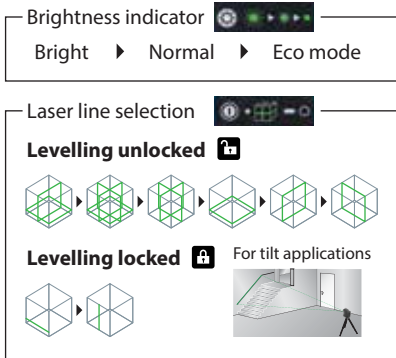 Brightness indicator
Bright Normal Eco mode
Laser line selection
Levelling unlocked
Levelling locked
For tilt applications